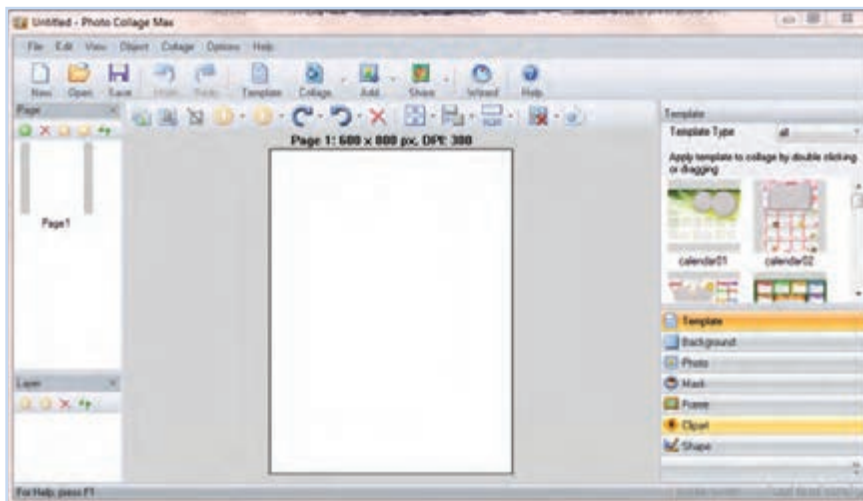 Untitled - Photo Collage Max
File Edit View Object Collage Options Help
New Open Save Undo Redo Template Collage Add Share Wizard Help
Page
Page 1: 600 x 800 px, DPI: 300
Page1
Layer
Template
Template Type all
Apply template to collage by double clicking
or dragging
calendar01 calendar02
Template
Background
Photo
Mask
Frame
Clipart
Shape
For Help, press F1